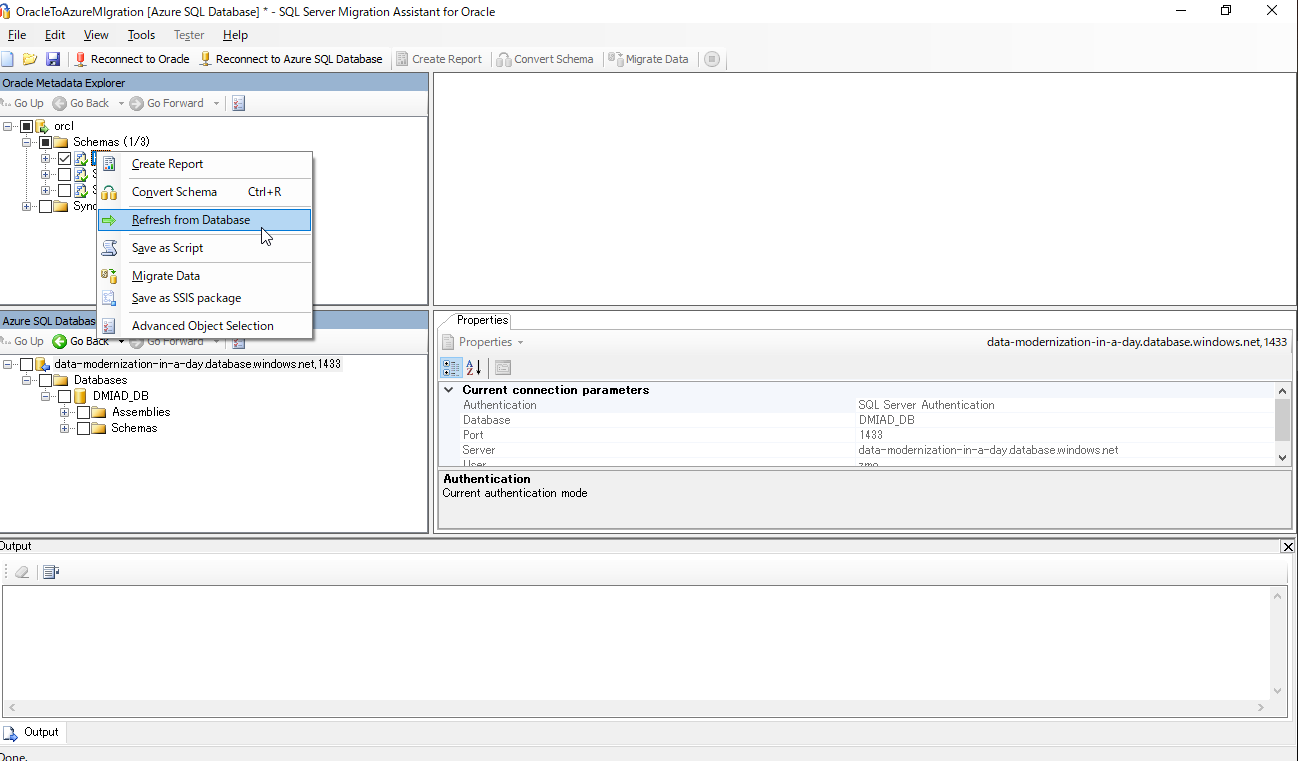 OracleToAzureMIgration [Azure SQL Database] * - SQL Server Migration Assistant for Oracle
File Edit View Tools Tester Help
Reconnect to Oracle Reconnect to Azure SQL Database Create Report Convert Schema Migrate Data
Oracle Metadata Explorer
Go Up Go Back Go Forward
orcl
Schemas (1/3)
Create Report
Convert Schema Ctrl+R
Refresh from Database
Save as Script
Migrate Data
Save as SSIS package
Advanced Object Selection
Azure SQL Databas
Go Up Go Back Go Forward
data-modernization-in-a-day.database.windows.net,1433
Databases
DMIAD_DB
Assemblies
Schemas
Properties
Properties data-modernization-in-a-day.database.windows.net,1433
Current connection parameters
Authentication SQL Server Authentication
Database DMIAD_DB
Port 1433
Server data-modernization-in-a-day.database.windows.net
User
Authentication
Current authentication mode
Output
Output
Done.